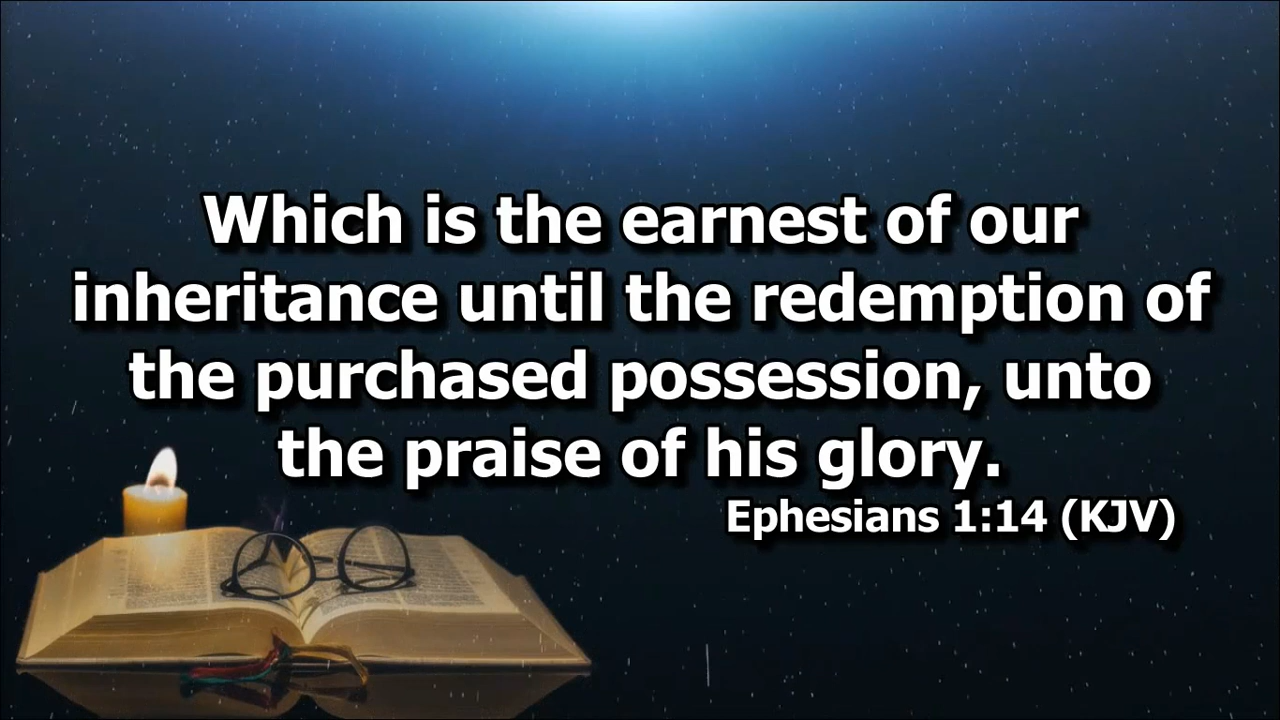 Which is the earnest of our
inheritance until the redemption of
the purchased possession, unto
the praise of his glory.
Ephesians 1:14 (KJV)